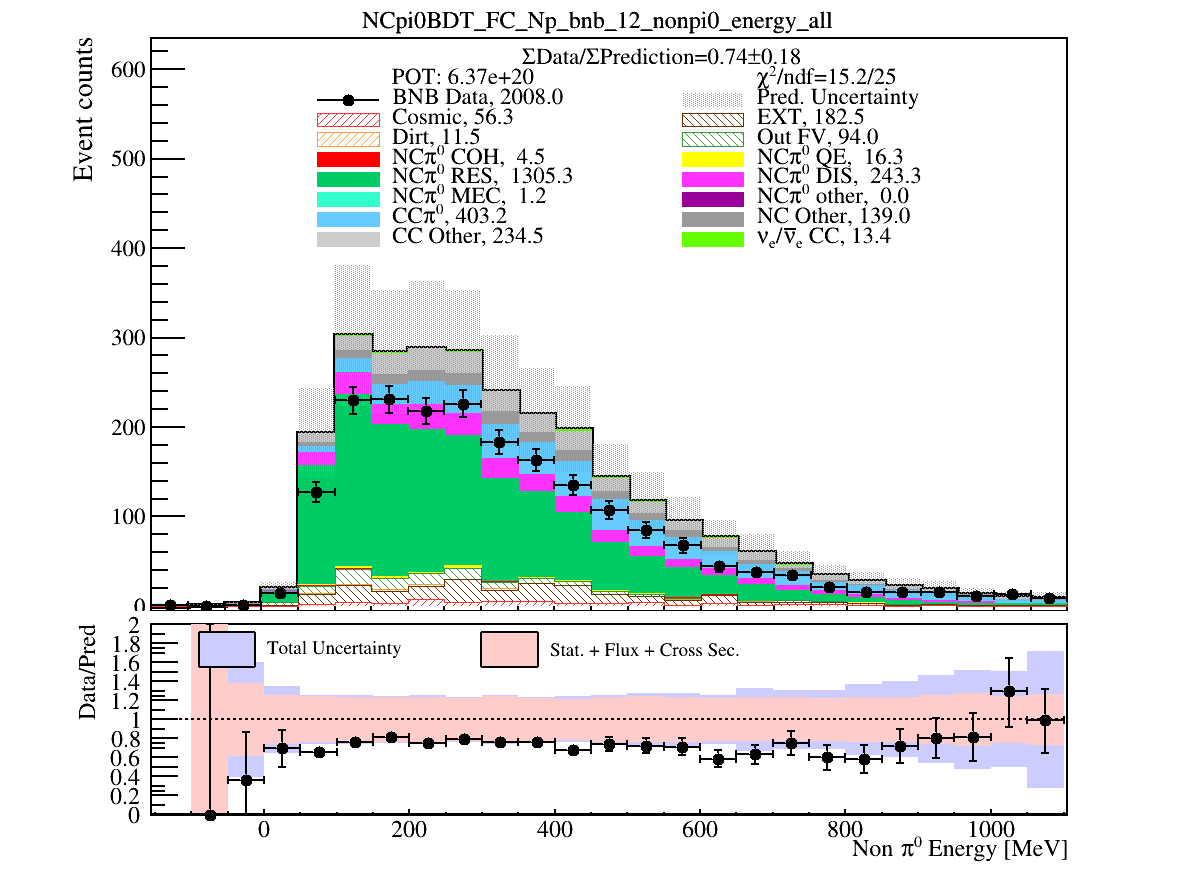 NCpi0BDT_FC_Np_bnb_12_nonpi0_energy_all
ΣData/ΣPrediction=0.74±0.18
POT: 6.37e+20
χ²/ndf=15.2/25
BNB Data, 2008.0
Pred. Uncertainty
Cosmic, 56.3
EXT, 182.5
Dirt, 11.5
Out FV, 94.0
NCπ⁰ COH, 4.5
NCπ⁰ QE, 16.3
NCπ⁰ RES, 1305.3
NCπ⁰ DIS, 243.3
NCπ⁰ MEC, 1.2
NCπ⁰ other, 0.0
CCπ⁰, 403.2
NC Other, 139.0
CC Other, 234.5
νₑ/ν̄ₑ CC, 13.4
Event counts
600
500
400
300
200
100
0
Total Uncertainty
Stat. + Flux + Cross Sec.
Data/Pred
2
1.8
1.6
1.4
1.2
1
0.8
0.6
0.4
0.2
0
0 200 400 600 800 1000
Non π⁰ Energy [MeV]